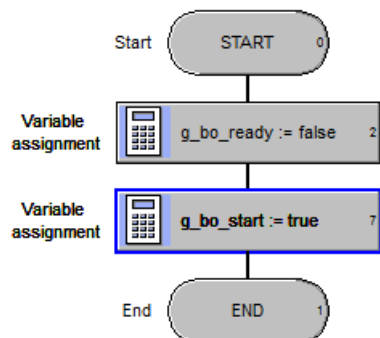 Start START 0
Variable
assignment
g_bo_ready := false 2
Variable
assignment
g_bo_start := true 7
End END 1